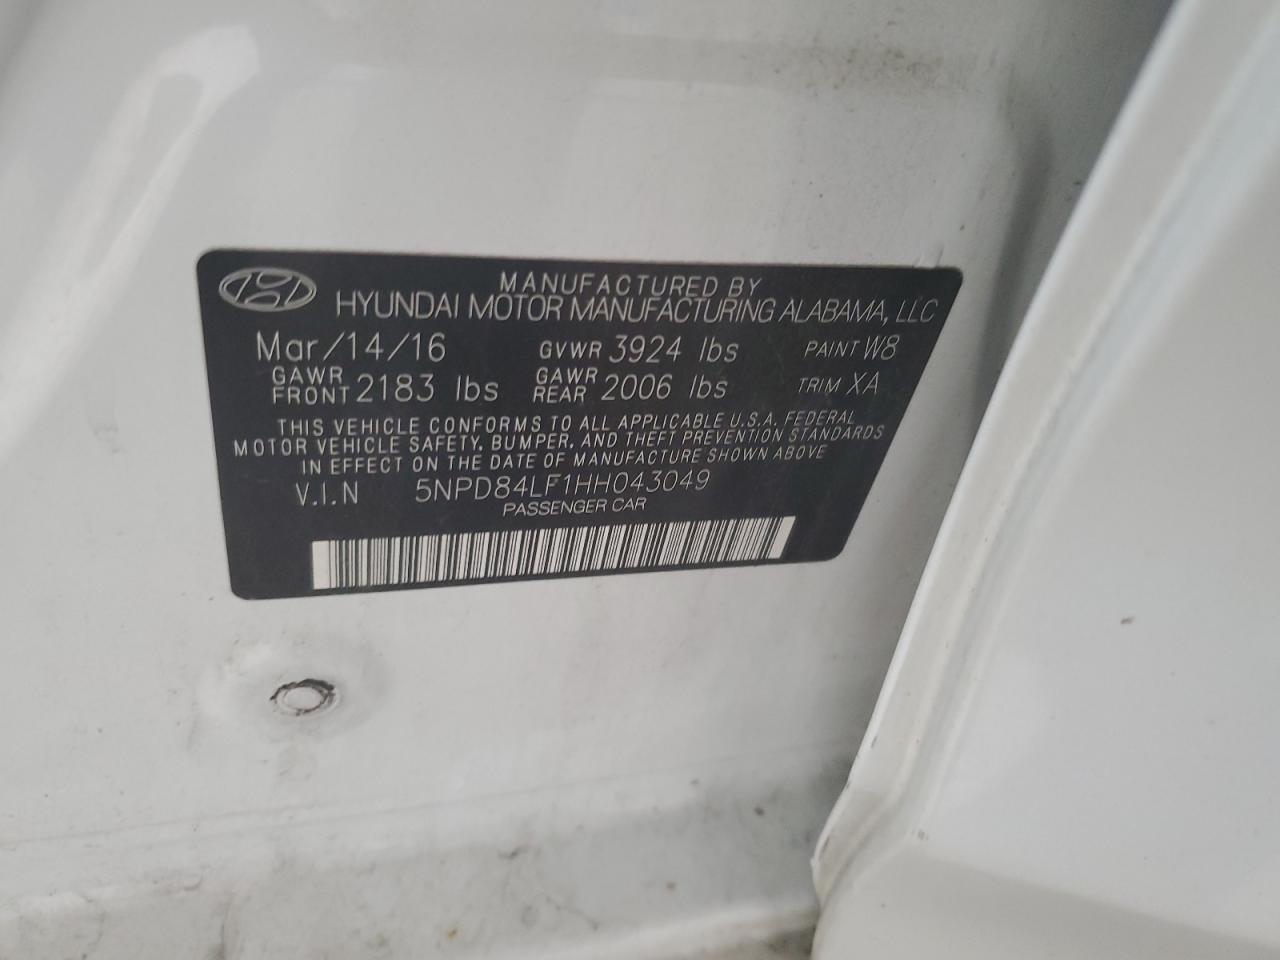 MANUFACTURED BY
HYUNDAI MOTOR MANUFACTURING ALABAMA, LLC
Mar/14/16 GVWR 3924 lbs PAINT W8
GAWR FRONT 2183 lbs GAWR REAR 2006 lbs TRIM XA
THIS VEHICLE CONFORMS TO ALL APPLICABLE U.S.A. FEDERAL
MOTOR VEHICLE SAFETY, BUMPER, AND THEFT PREVENTION STANDARDS
IN EFFECT ON THE DATE OF MANUFACTURE SHOWN ABOVE
V.I.N 5NPD84LF1HH043049
PASSENGER CAR